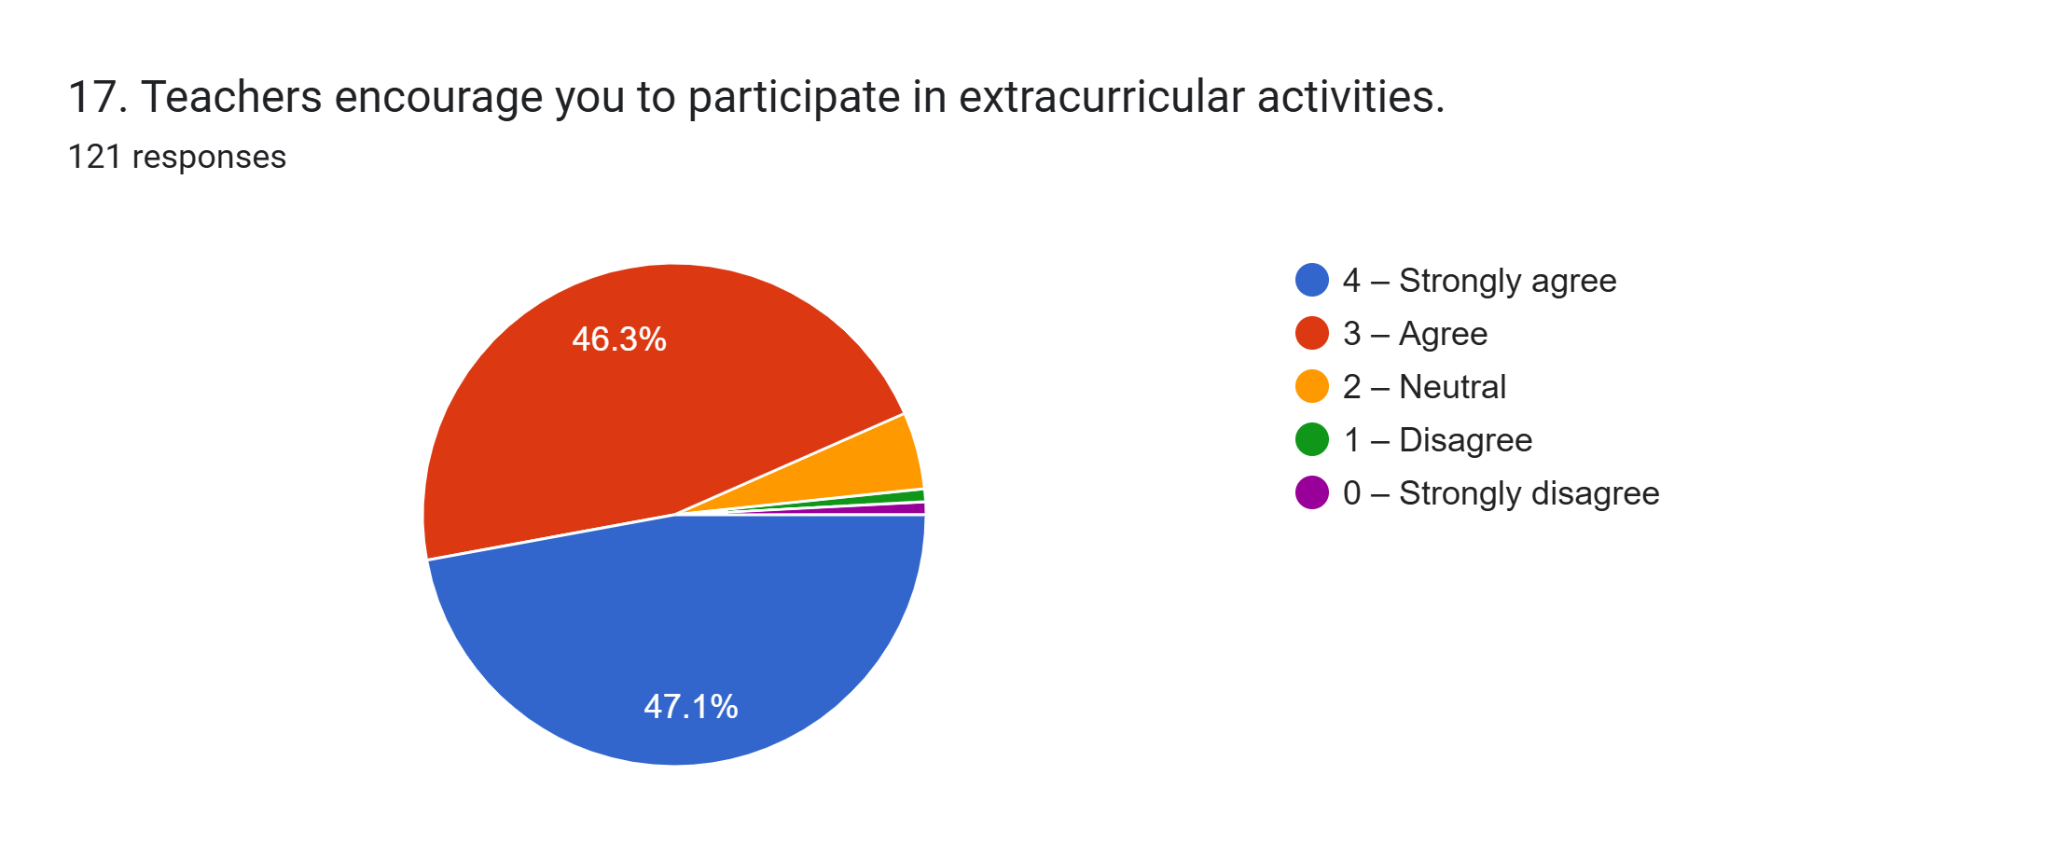 17. Teachers encourage you to participate in extracurricular activities.
121 responses
46.3%
47.1%
4 – Strongly agree
3 – Agree
2 – Neutral
1 – Disagree
0 – Strongly disagree